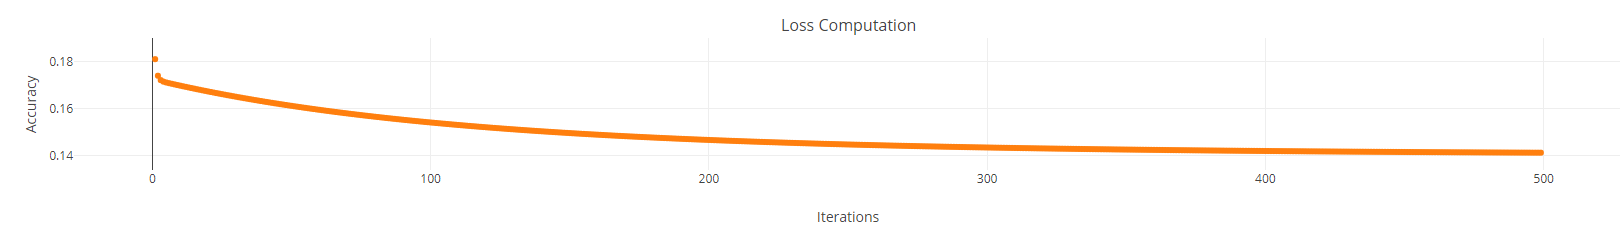 Loss Computation
0.18
0.16
0.14
Accuracy
0 100 200 300 400 500
Iterations